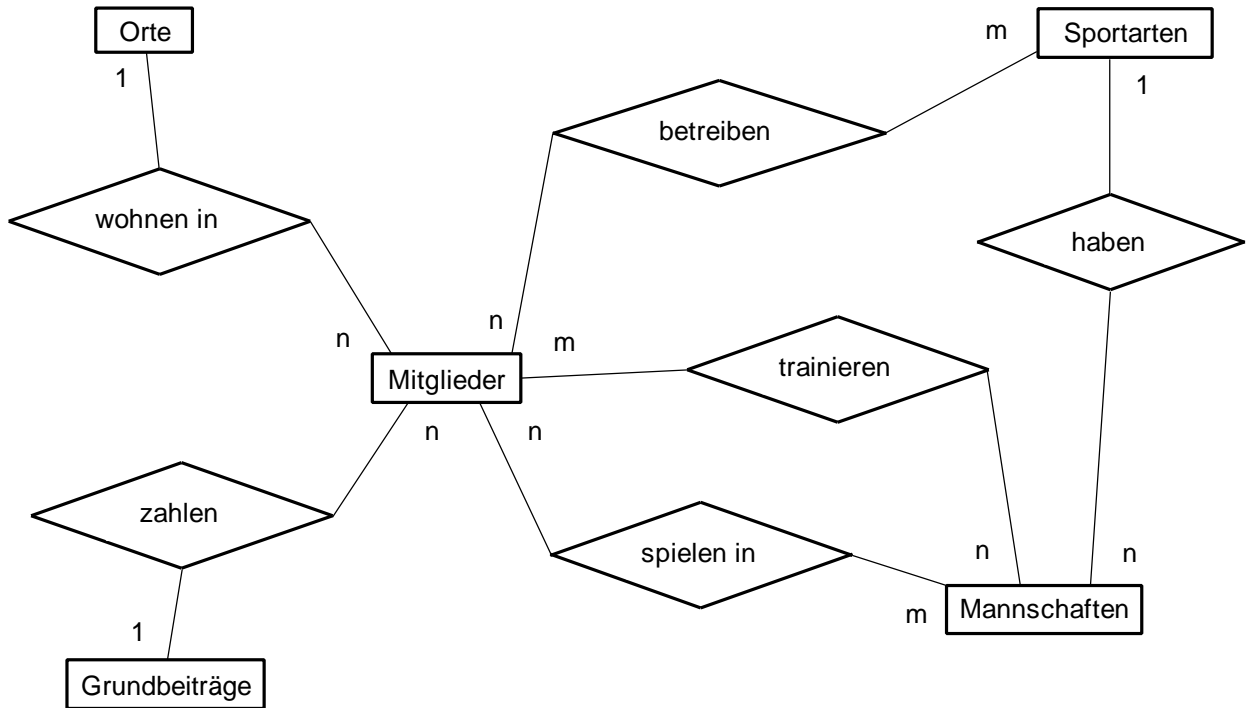 Orte
m
Sportarten
1
1
betreiben
wohnen in
haben
n
n
m
trainieren
Mitglieder
n
n
zahlen
spielen in
n
n
m
Mannschaften
1
Grundbeiträge